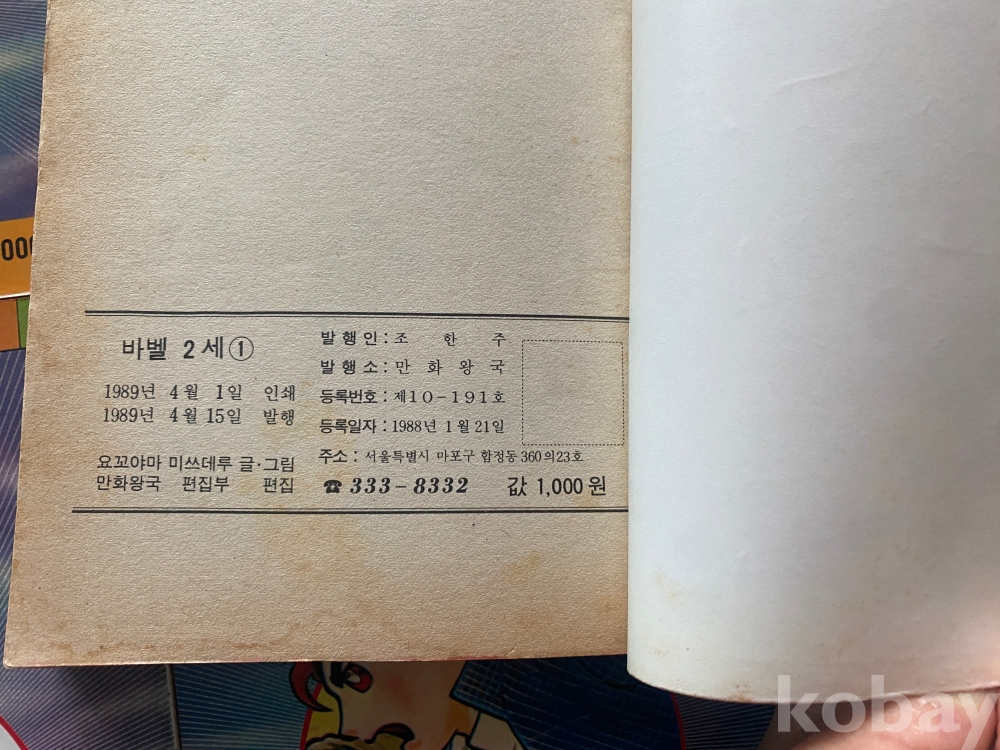 000
바벨 2세①
1989년 4월 1일 인쇄
1989년 4월 15일 발행
요꼬야마 미쓰데루 글·그림
만화왕국 편집부 편집
발행인 : 조 한 주
발행소 : 만 화 왕 국
등록번호 : 제10-191호
등록일자 : 1988년 1월 21일
주소 : 서울특별시 마포구 합정동 360의23호
☎ 333-8332 값 1,000원
kobay